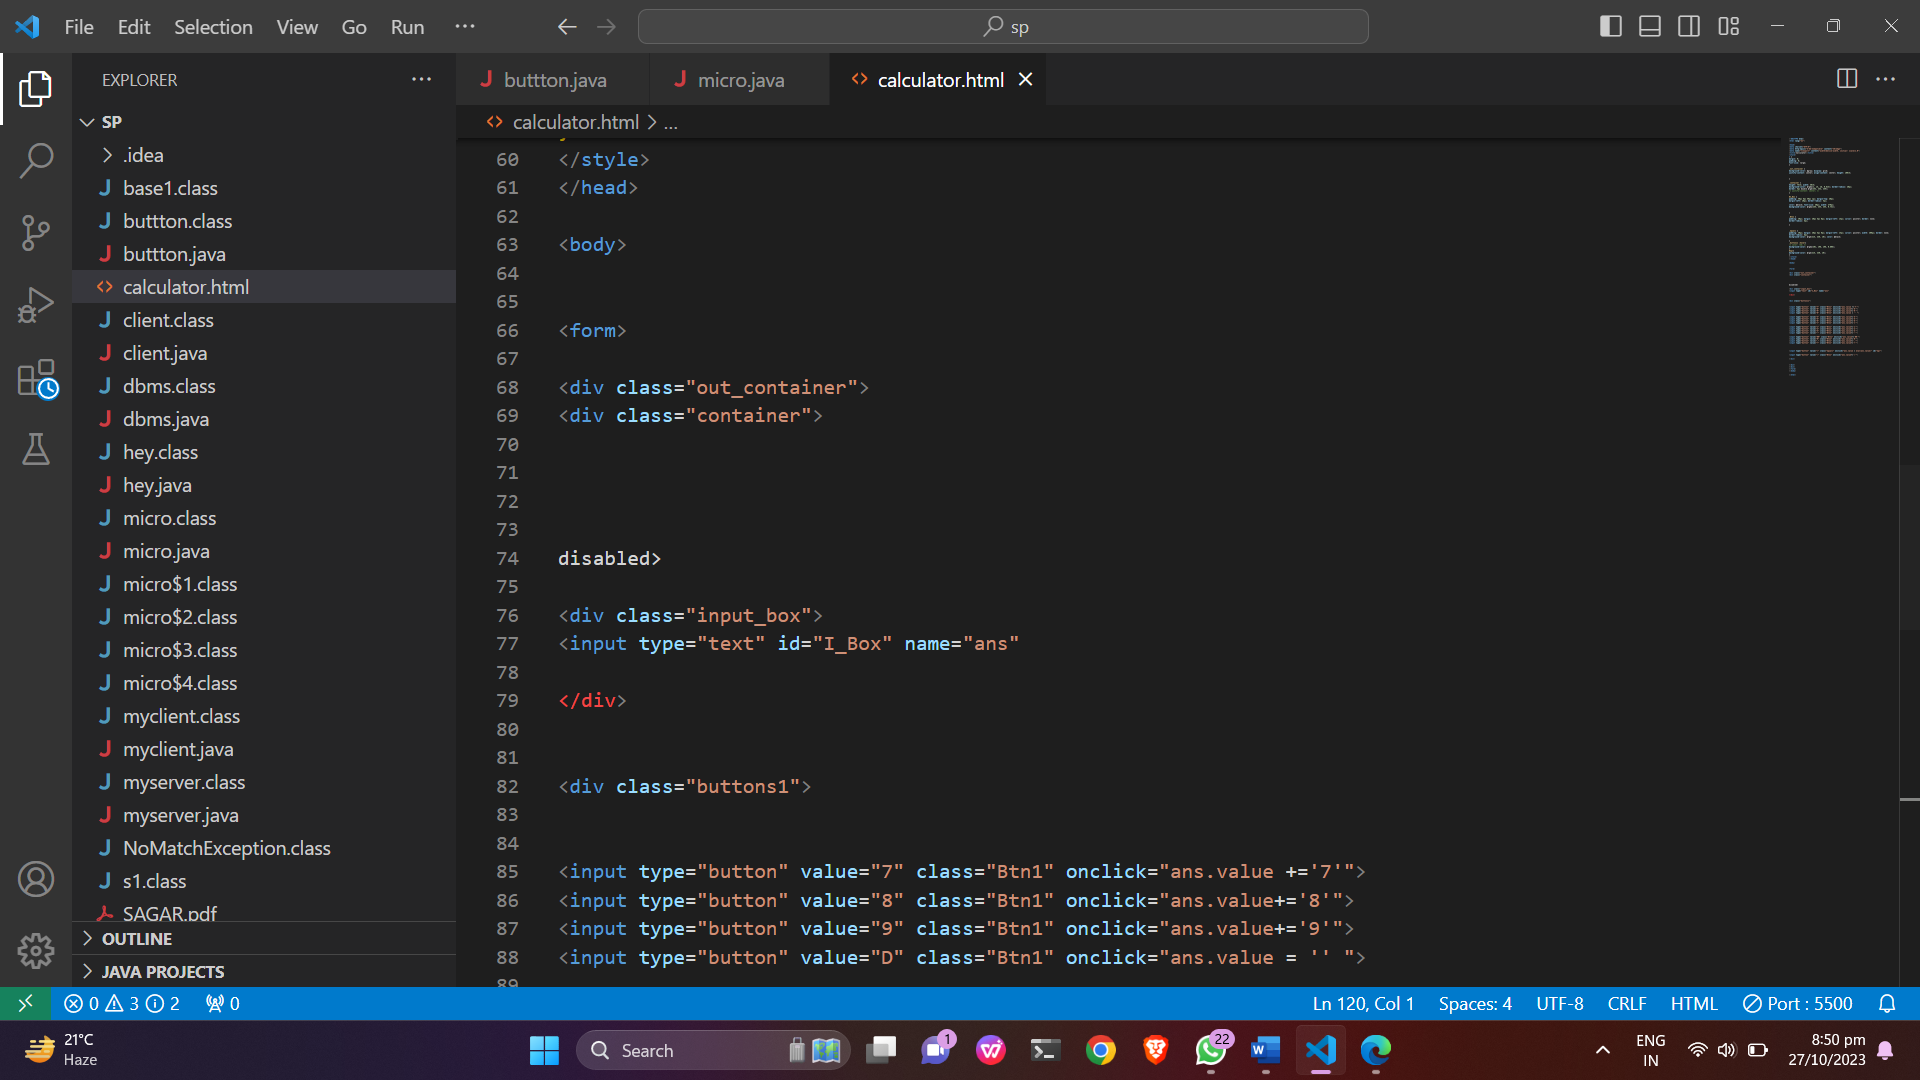 File Edit Selection View Go Run ···
sp
EXPLORER ···
SP
.idea
base1.class
buttton.class
buttton.java
calculator.html
client.class
client.java
dbms.class
dbms.java
hey.class
hey.java
micro.class
micro.java
micro$1.class
micro$2.class
micro$3.class
micro$4.class
myclient.class
myclient.java
myserver.class
myserver.java
NoMatchException.class
s1.class
SAGAR.pdf
OUTLINE
JAVA PROJECTS
buttton.java micro.java calculator.html
calculator.html > ...
60 </style>
61 </head>
62
63 <body>
64
65
66 <form>
67
68 <div class="out_container">
69 <div class="container">
70
71
72
73
74 disabled>
75
76 <div class="input_box">
77 <input type="text" id="I_Box" name="ans"
78
79 </div>
80
81
82 <div class="buttons1">
83
84
85 <input type="button" value="7" class="Btn1" onclick="ans.value +='7'">
86 <input type="button" value="8" class="Btn1" onclick="ans.value+='8'">
87 <input type="button" value="9" class="Btn1" onclick="ans.value+='9'">
88 <input type="button" value="D" class="Btn1" onclick="ans.value = '' ">
89
0 3 2 0
Ln 120, Col 1 Spaces: 4 UTF-8 CRLF HTML Port : 5500
21°C
Haze
Search
1
22
ENG
IN
8:50 pm
27/10/2023